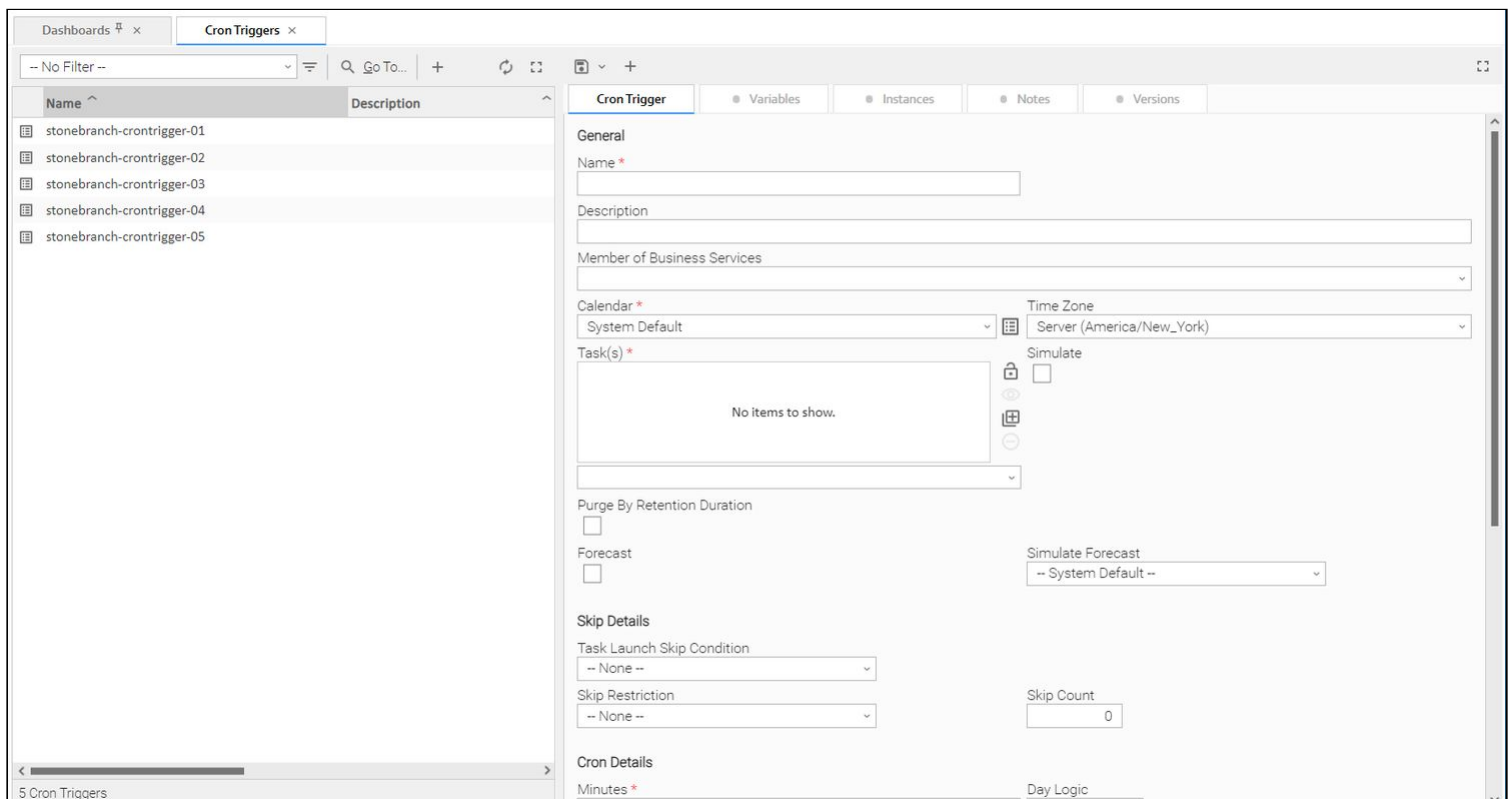 Dashboards
Cron Triggers
-- No Filter --
Go To...
Name
Description
stonebranch-crontrigger-01
stonebranch-crontrigger-02
stonebranch-crontrigger-03
stonebranch-crontrigger-04
stonebranch-crontrigger-05
5 Cron Triggers
Cron Trigger
Variables
Instances
Notes
Versions
General
Name *
Description
Member of Business Services
Calendar *
Time Zone
System Default
Server (America/New_York)
Task(s) *
Simulate
No items to show.
Purge By Retention Duration
Forecast
Simulate Forecast
-- System Default --
Skip Details
Task Launch Skip Condition
-- None --
Skip Restriction
Skip Count
-- None --
0
Cron Details
Minutes *
Day Logic